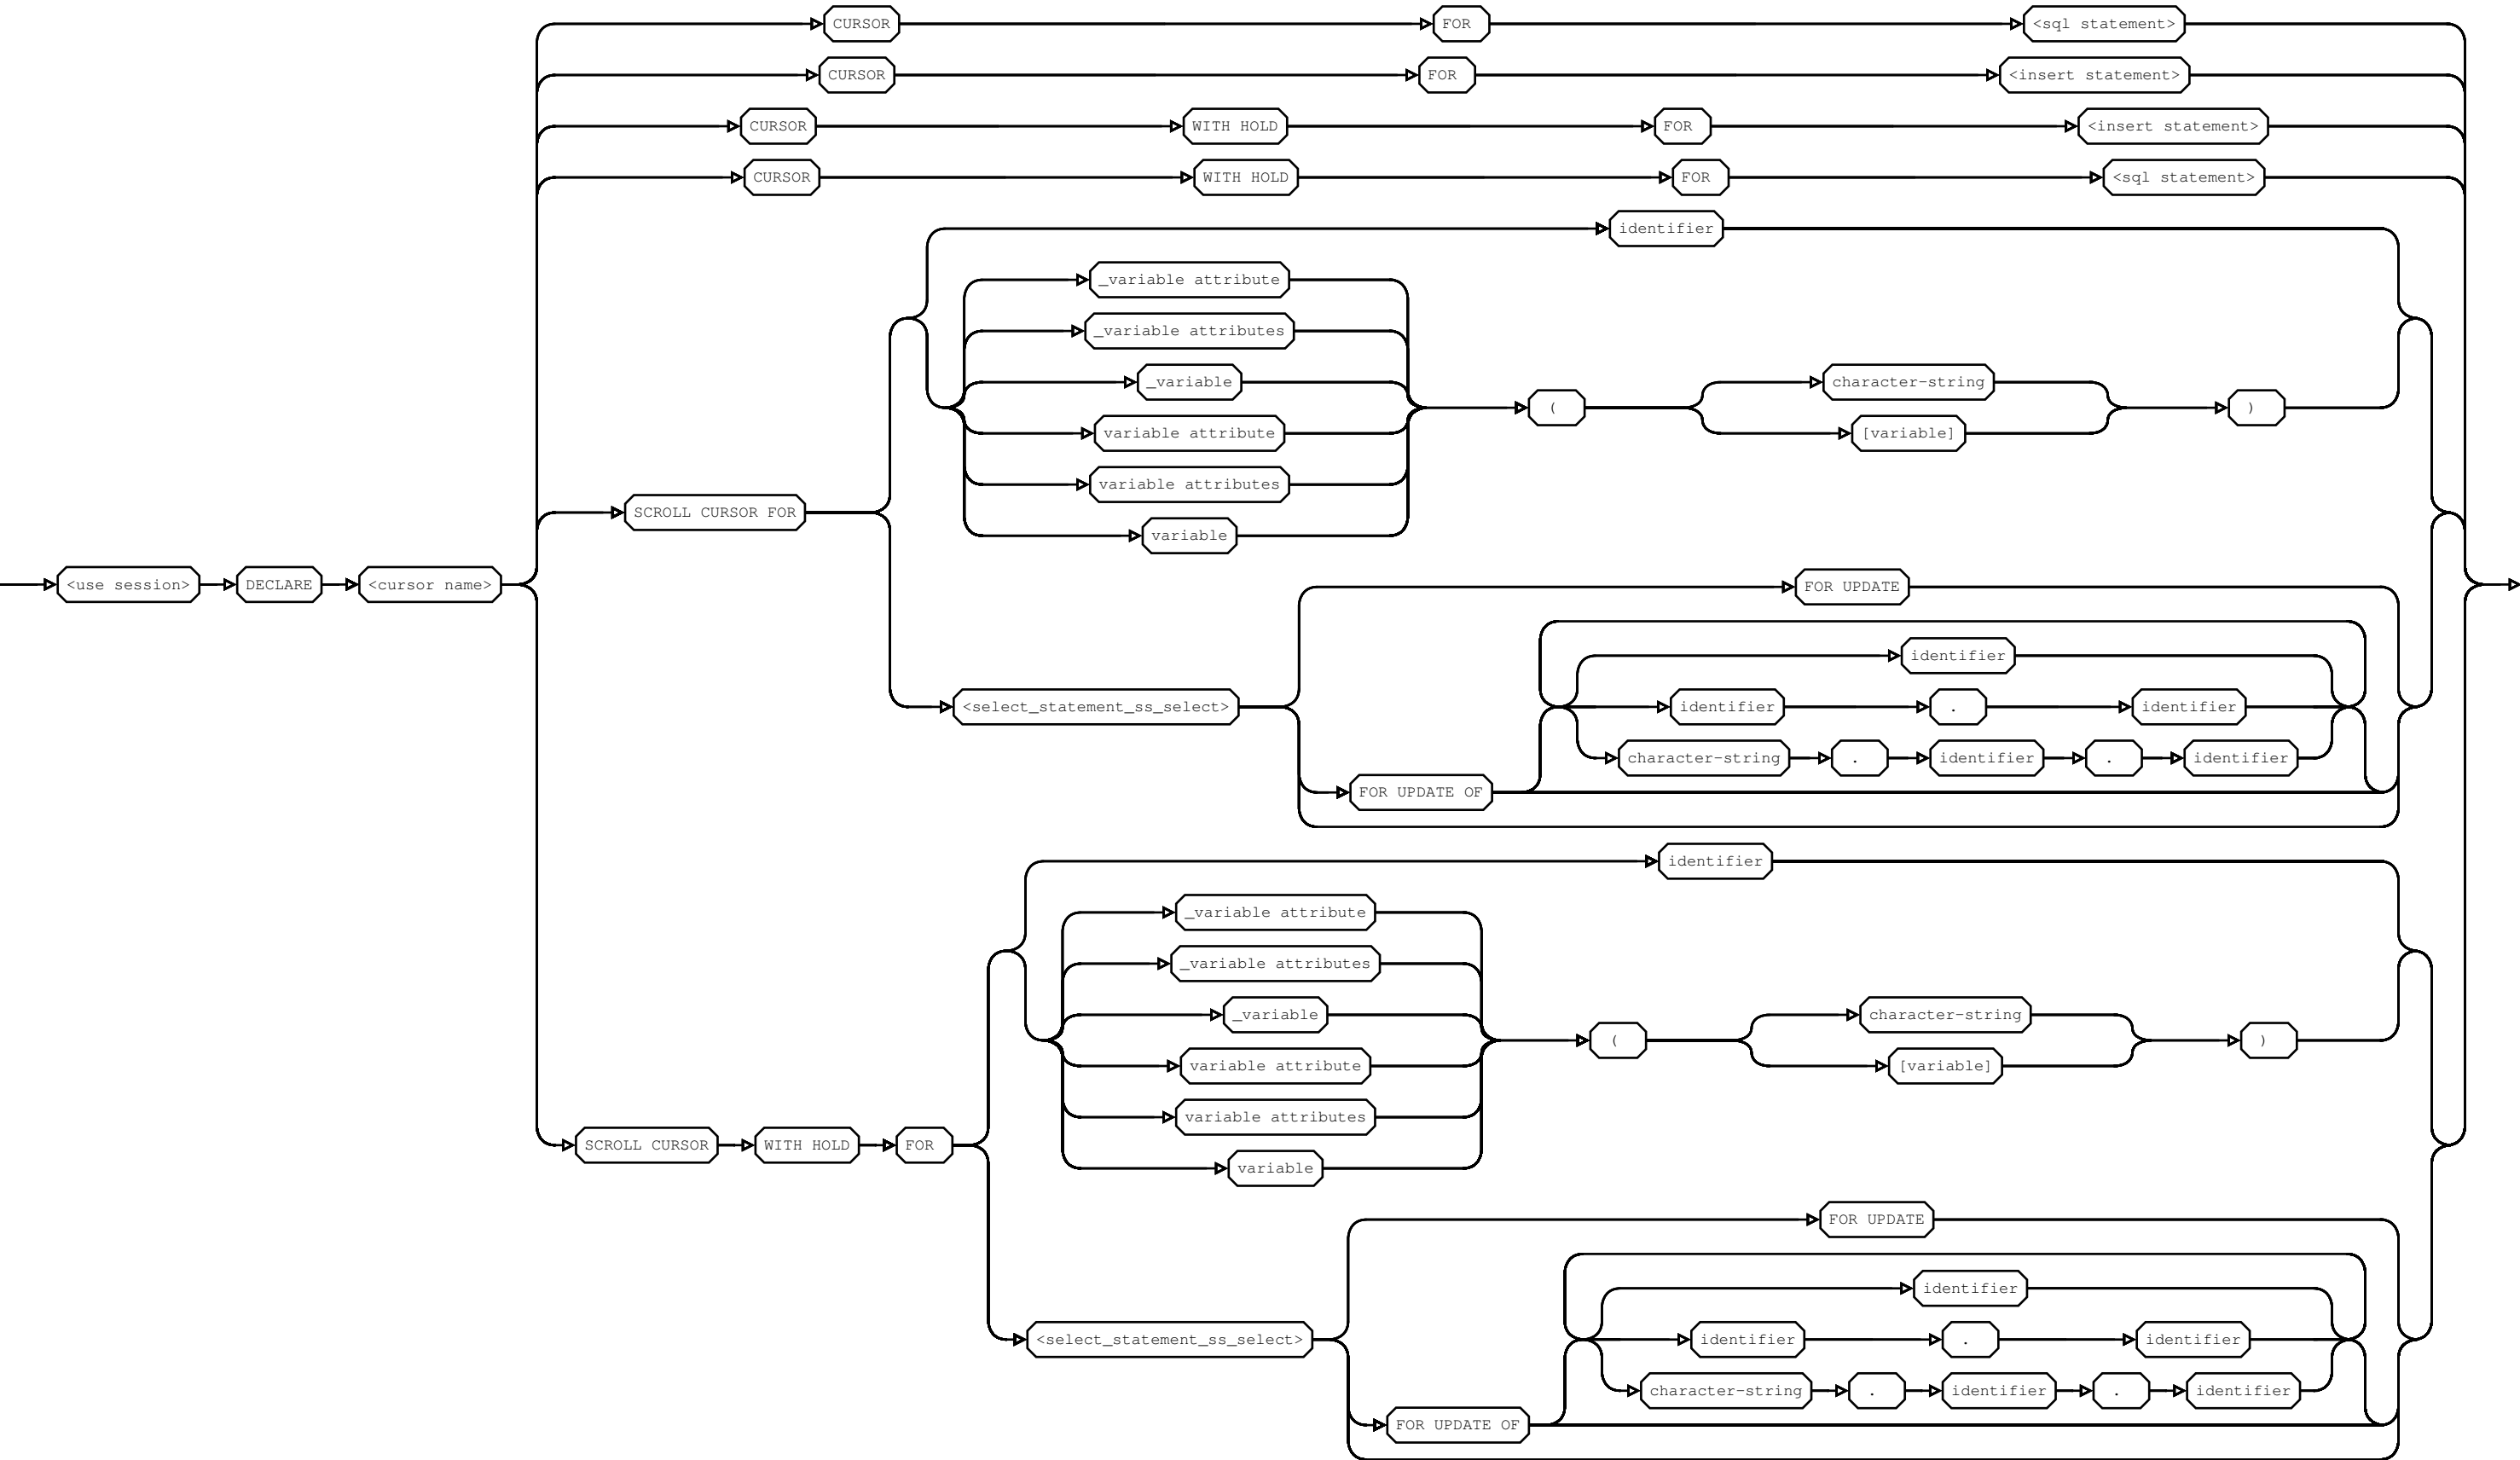 CURSOR FOR <sql statement>
CURSOR FOR <insert statement>
CURSOR WITH HOLD FOR <insert statement>
CURSOR WITH HOLD FOR <sql statement>
identifier
_variable attribute
_variable attributes
_variable character-string
( )
variable attribute [variable]
variable attributes
SCROLL CURSOR FOR
variable
<use session> DECLARE <cursor name> FOR UPDATE
identifier
<select_statement_ss_select> identifier . identifier
character-string . identifier . identifier
FOR UPDATE OF
identifier
_variable attribute
_variable attributes
_variable character-string
( )
variable attribute [variable]
variable attributes
SCROLL CURSOR WITH HOLD FOR
variable
FOR UPDATE
identifier
<select_statement_ss_select> identifier . identifier
character-string . identifier . identifier
FOR UPDATE OF